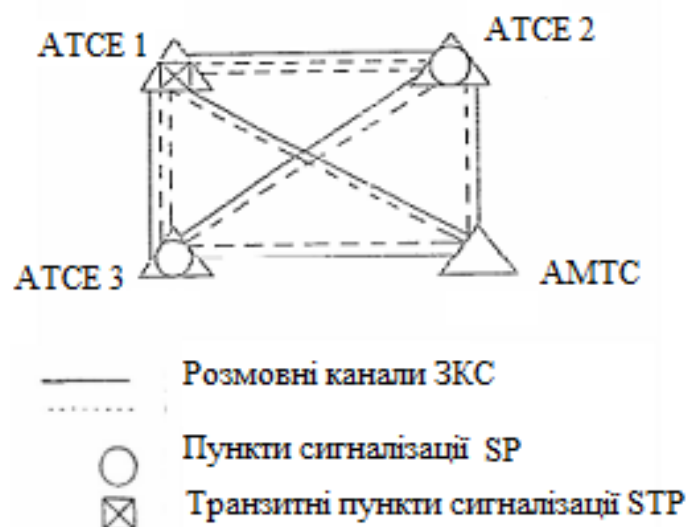 АТСЕ 1
АТСЕ 2
АТСЕ 3
АМТС
Розмовні канали ЗКС
Пункти сигналізації SP
Транзитні пункти сигналізації STP